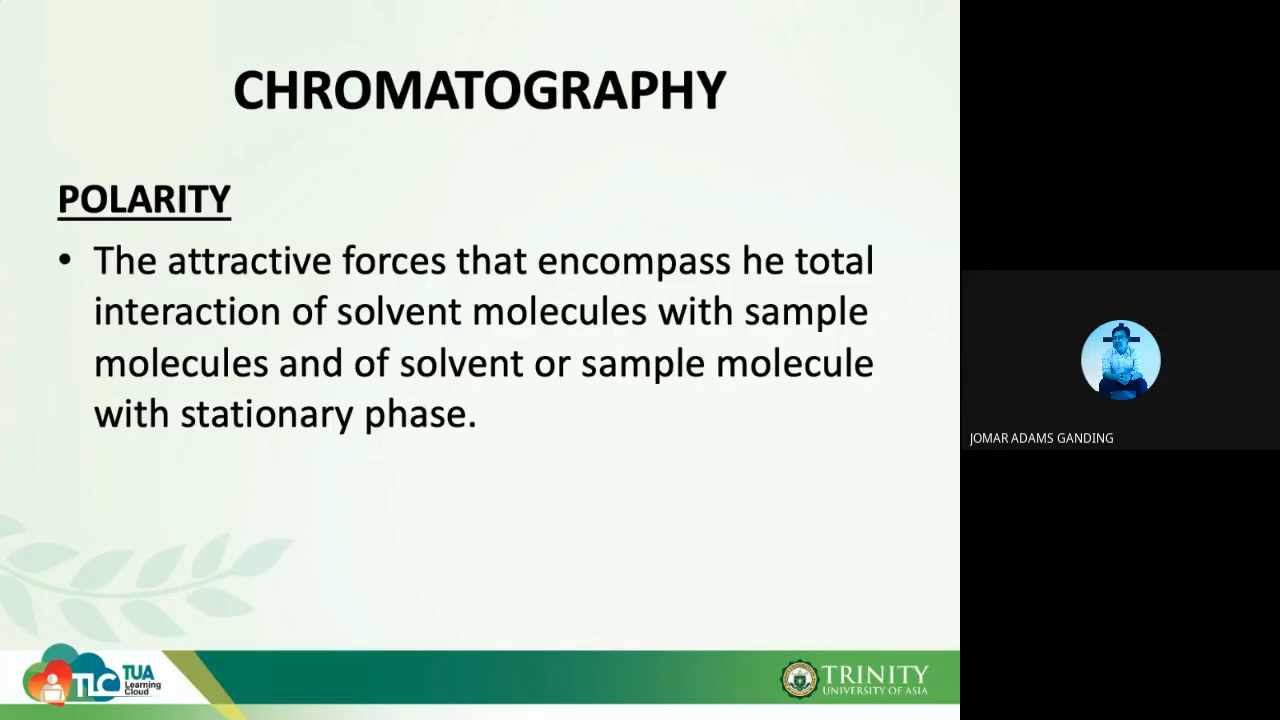 CHROMATOGRAPHY
POLARITY
• The attractive forces that encompass he total
interaction of solvent molecules with sample
molecules and of solvent or sample molecule
with stationary phase.
JOMAR ADAMS GANDING
TLC
TUA
Learning
Cloud
TRINITY
UNIVERSITY OF ASIA